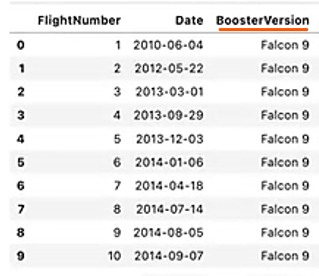 FlightNumber Date BoosterVersion
0 1 2010-06-04 Falcon 9
1 2 2012-05-22 Falcon 9
2 3 2013-03-01 Falcon 9
3 4 2013-09-29 Falcon 9
4 5 2013-12-03 Falcon 9
5 6 2014-01-06 Falcon 9
6 7 2014-04-18 Falcon 9
7 8 2014-07-14 Falcon 9
8 9 2014-08-05 Falcon 9
9 10 2014-09-07 Falcon 9